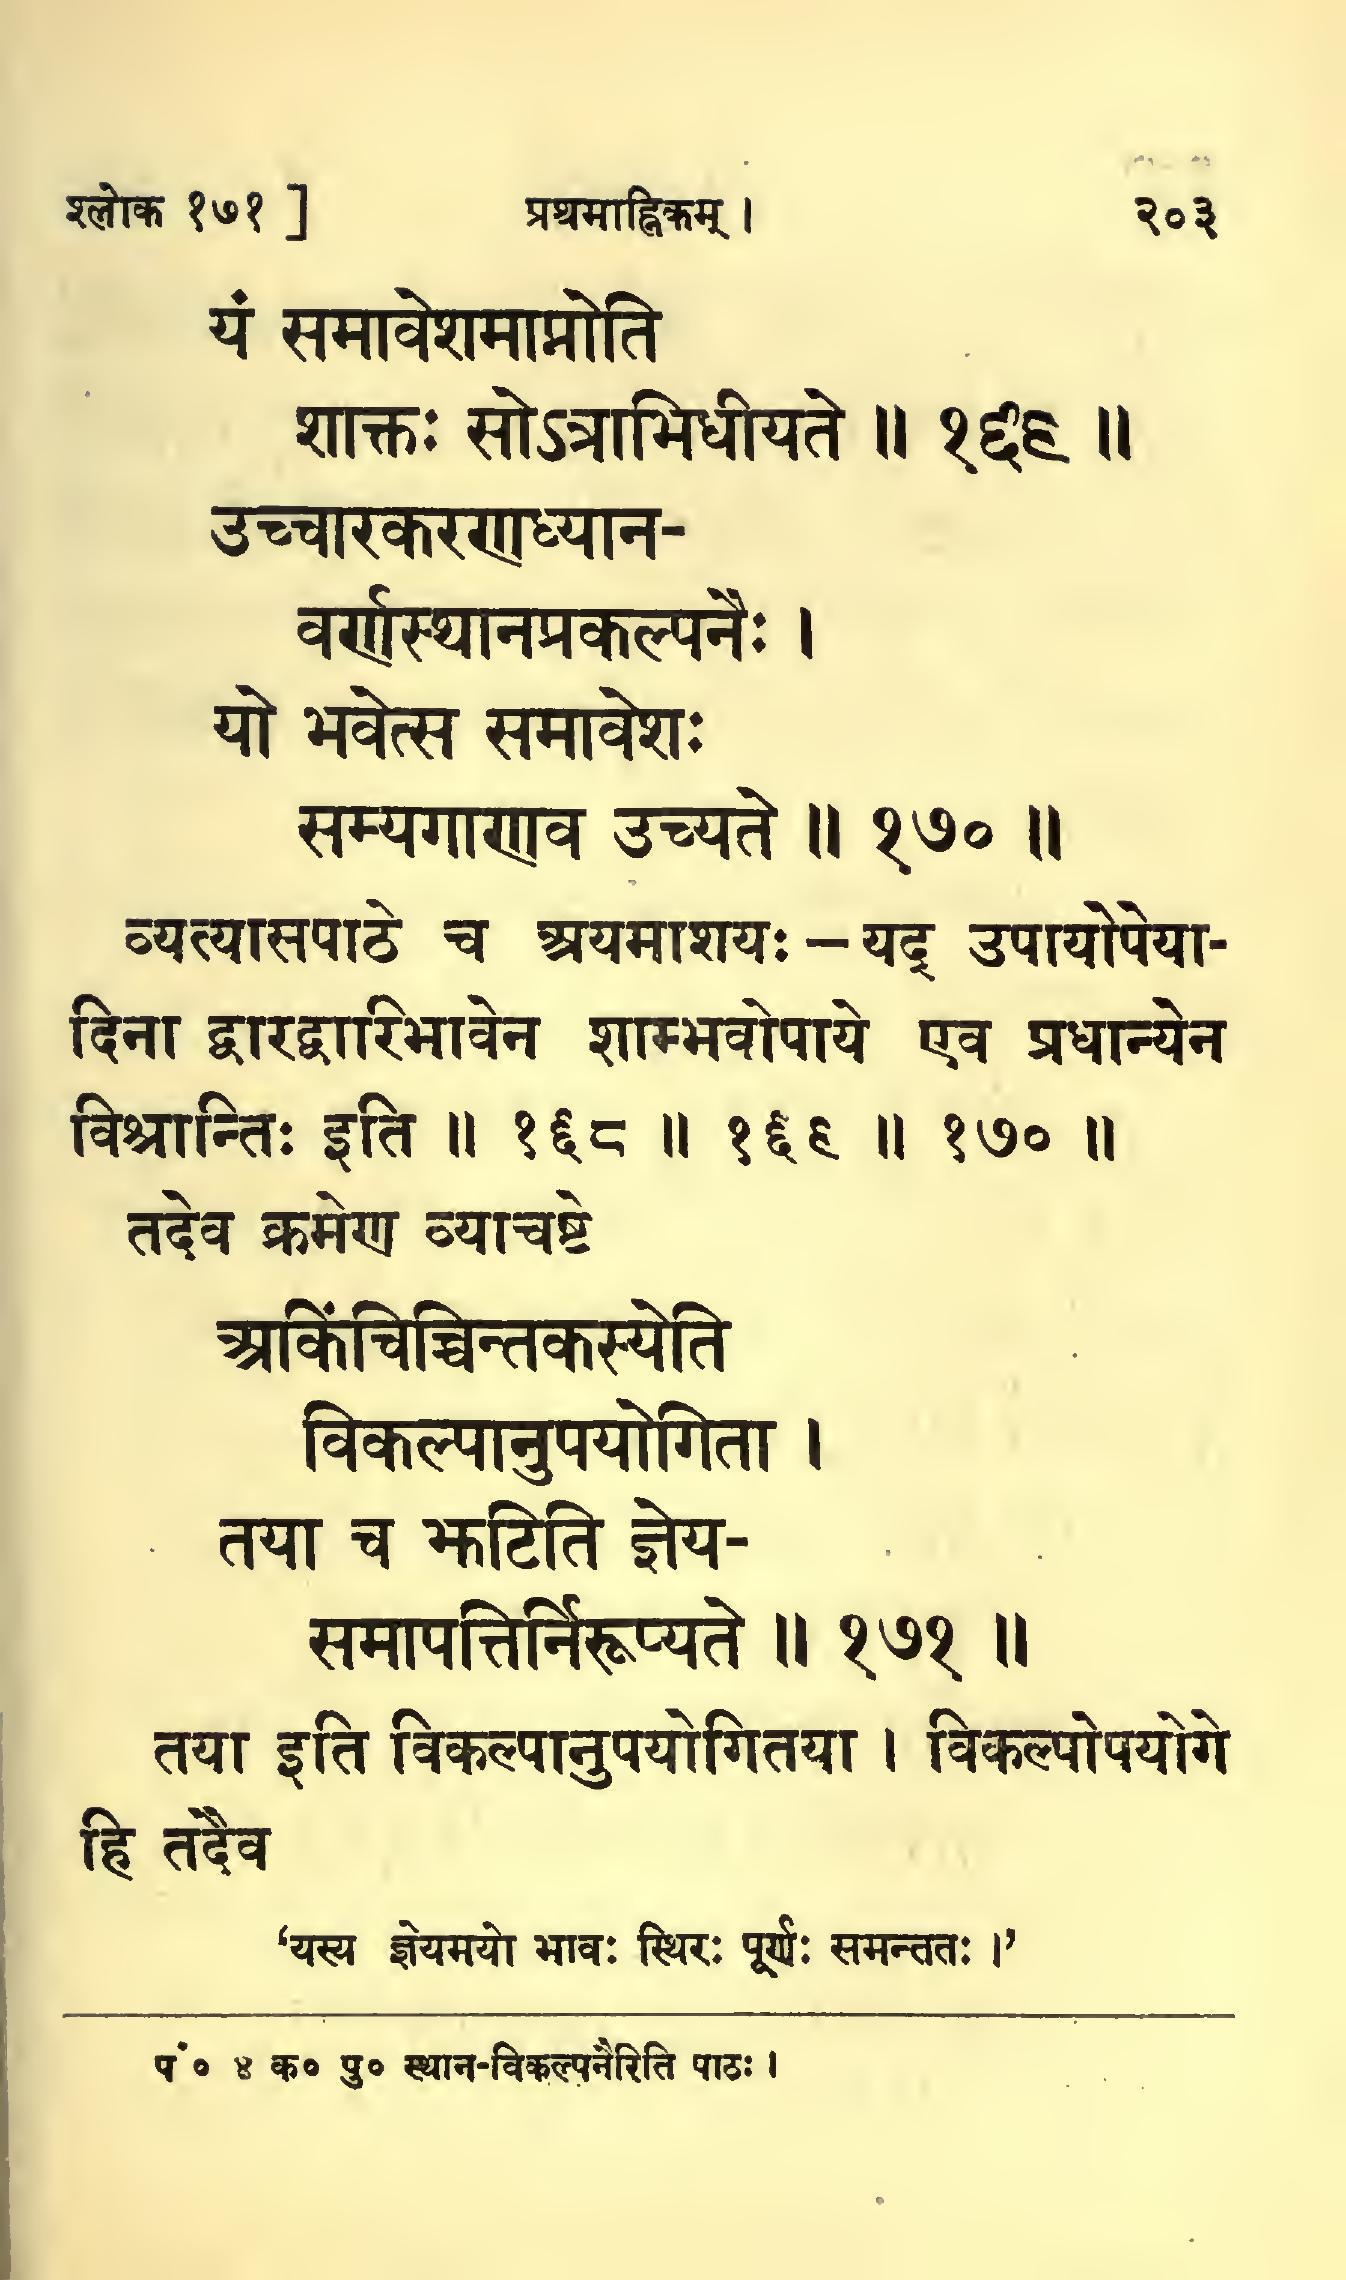 श्लोक १७१ ] प्रथमाह्निकम् । २०३
यं समावेशमाप्नोति
शाक्तः सोऽत्राभिधीयते ॥ १६९ ॥
उच्चारकरणध्यान-
वर्णस्थानप्रकल्पनैः ।
यो भवेत्स समावेशः
सम्यगाणव उच्यते ॥ १७० ॥
व्यत्यासपाठे च अयमाशयः – यद् उपायोपेया-
दिना द्वारद्वारिभावेन शाम्भवोपाये एव प्रधान्येन
विश्रान्तिः इति ॥ १६८ ॥ १६९ ॥ १७० ॥
तदेव क्रमेण व्याचष्टे
अकिंचिच्चिन्तकस्येति
विकल्पानुपयोगिता ।
तया च झटिति ज्ञेय-
समापत्तिर्निरूप्यते ॥ १७१ ॥
तया इति विकल्पानुपयोगितया । विकल्पोपयोगे
हि तदैव
‘यस्य ज्ञेयमयो भावः स्थिरः पूर्णः समन्ततः ।’
पं० ४ क० पु० स्थान-विकल्पनैरिति पाठः ।